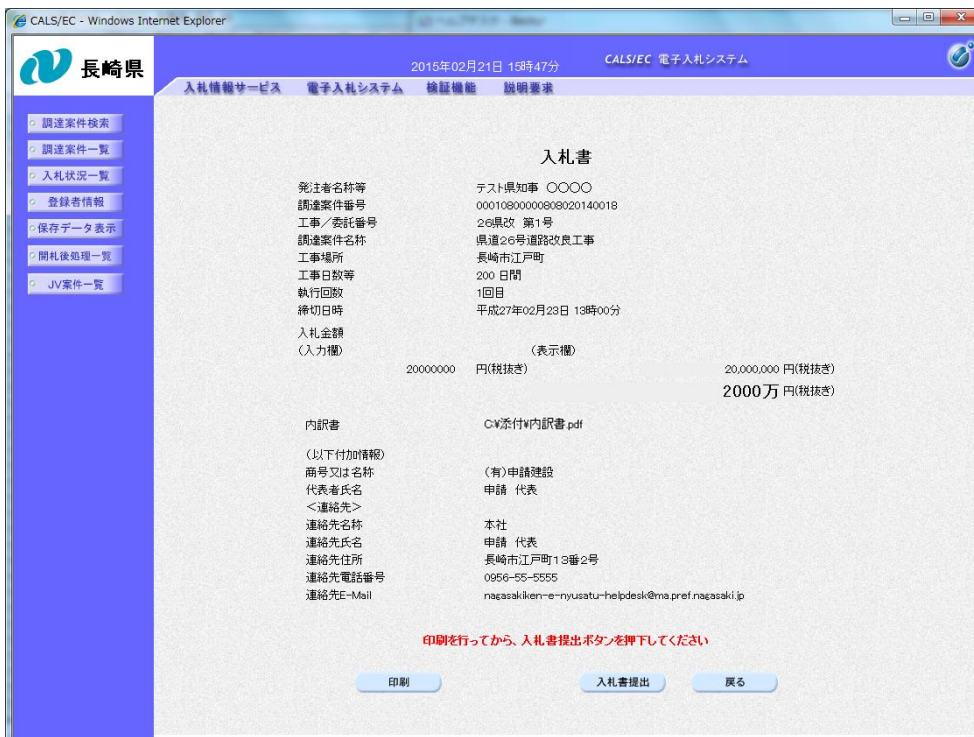 CALS/EC - Windows Internet Explorer
長崎県
2015年02月21日 15時47分
CALS/EC 電子入札システム
入札情報サービス 電子入札システム 検証機能 説明要求
調達案件検索
調達案件一覧
入札状況一覧
登録者情報
保存データ表示
開札後処理一覧
JV案件一覧
入札書
発注者名称等 テスト県知事 〇〇〇〇
調達案件番号 00010800000808020140018
工事/委託番号 26県改 第1号
調達案件名称 県道26号道路改良工事
工事場所 長崎市江戸町
工事日数等 200 日間
執行回数 1回目
締切日時 平成27年02月23日 13時00分
入札金額
(入力欄) (表示欄)
20000000 円(税抜き) 20,000,000 円(税抜き)
2000万 円(税抜き)
内訳書 C:¥添付¥内訳書.pdf
(以下付加情報)
商号又は名称 (有)申請建設
代表者氏名 申請 代表
<連絡先>
連絡先名称 本社
連絡先氏名 申請 代表
連絡先住所 長崎市江戸町13番2号
連絡先電話番号 0956-55-5555
連絡先E-Mail nagasakiken-e-nyusatu-helpdesk@ma.pref.nagasaki.jp
印刷を行ってから、入札書提出ボタンを押下してください
印刷 入札書提出 戻る